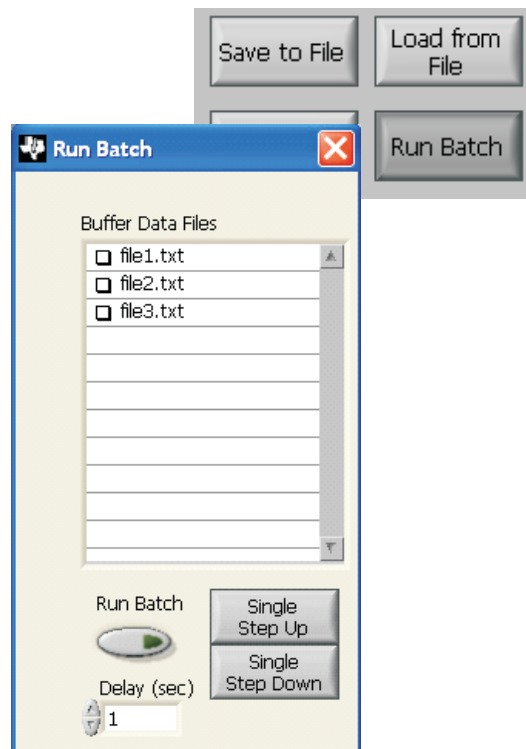 Save to File
Load from
File
Run Batch
Run Batch
Buffer Data Files
file1.txt
file2.txt
file3.txt
Run Batch
Single
Step Up
Single
Step Down
Delay (sec)
1